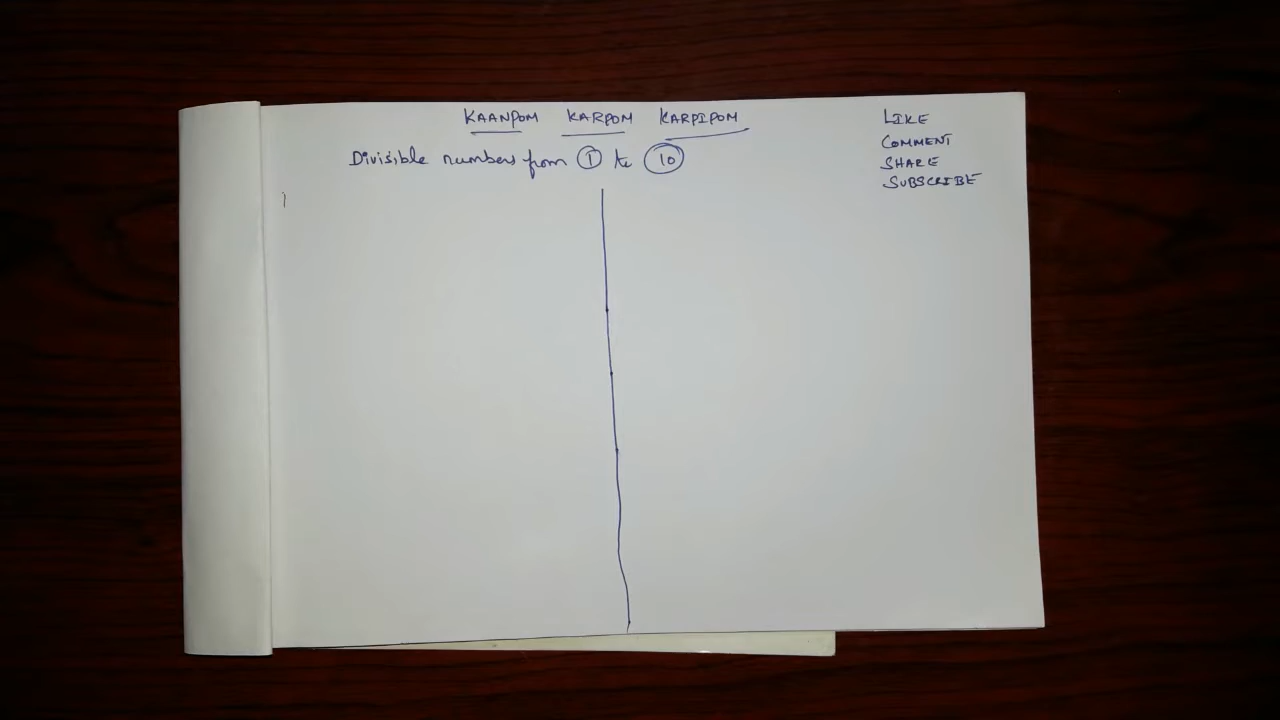 KAANPOM KARPOM KARPIPOM
Divisible numbers from 1 to 10
LIKE
COMMENT
SHARE
SUBSCRIBE